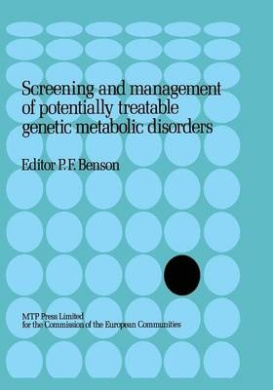 Screening and management
of potentially treatable
genetic metabolic disorders
Editor P.F. Benson
MTP Press Limited
for the Commission of the European Communities